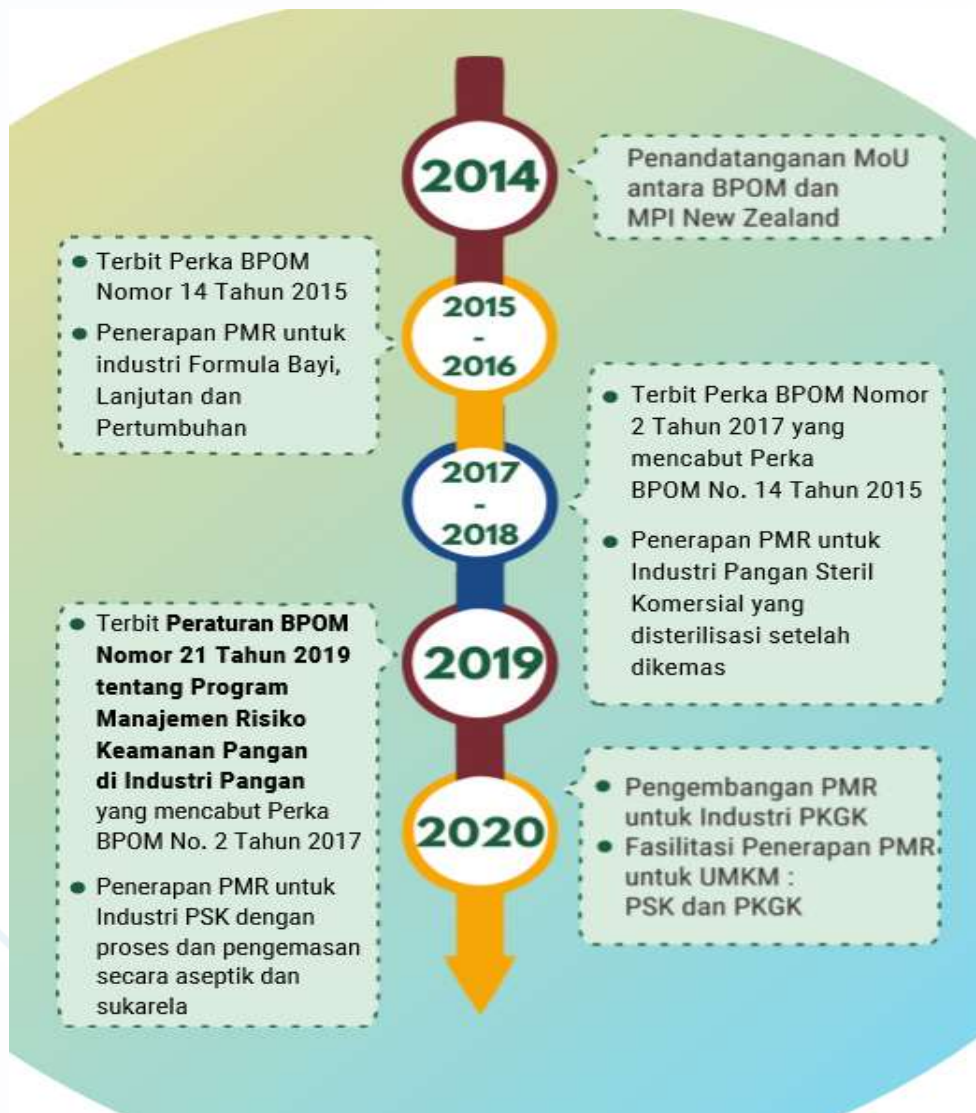 2014
Penandatanganan MoU
antara BPOM dan
MPI New Zealand
2015
-
2016
● Terbit Perka BPOM
Nomor 14 Tahun 2015
● Penerapan PMR untuk
industri Formula Bayi,
Lanjutan dan
Pertumbuhan
2017
-
2018
● Terbit Perka BPOM Nomor
2 Tahun 2017 yang
mencabut Perka
BPOM No. 14 Tahun 2015
● Penerapan PMR untuk
Industri Pangan Steril
Komersial yang
disterilisasi setelah
dikemas
2019
● Terbit Peraturan BPOM
Nomor 21 Tahun 2019
tentang Program
Manajemen Risiko
Keamanan Pangan
di Industri Pangan
yang mencabut Perka
BPOM No. 2 Tahun 2017
● Penerapan PMR untuk
Industri PSK dengan
proses dan pengemasan
secara aseptik dan
sukarela
2020
● Pengembangan PMR
untuk Industri PKGK
● Fasilitasi Penerapan PMR
untuk UMKM :
PSK dan PKGK